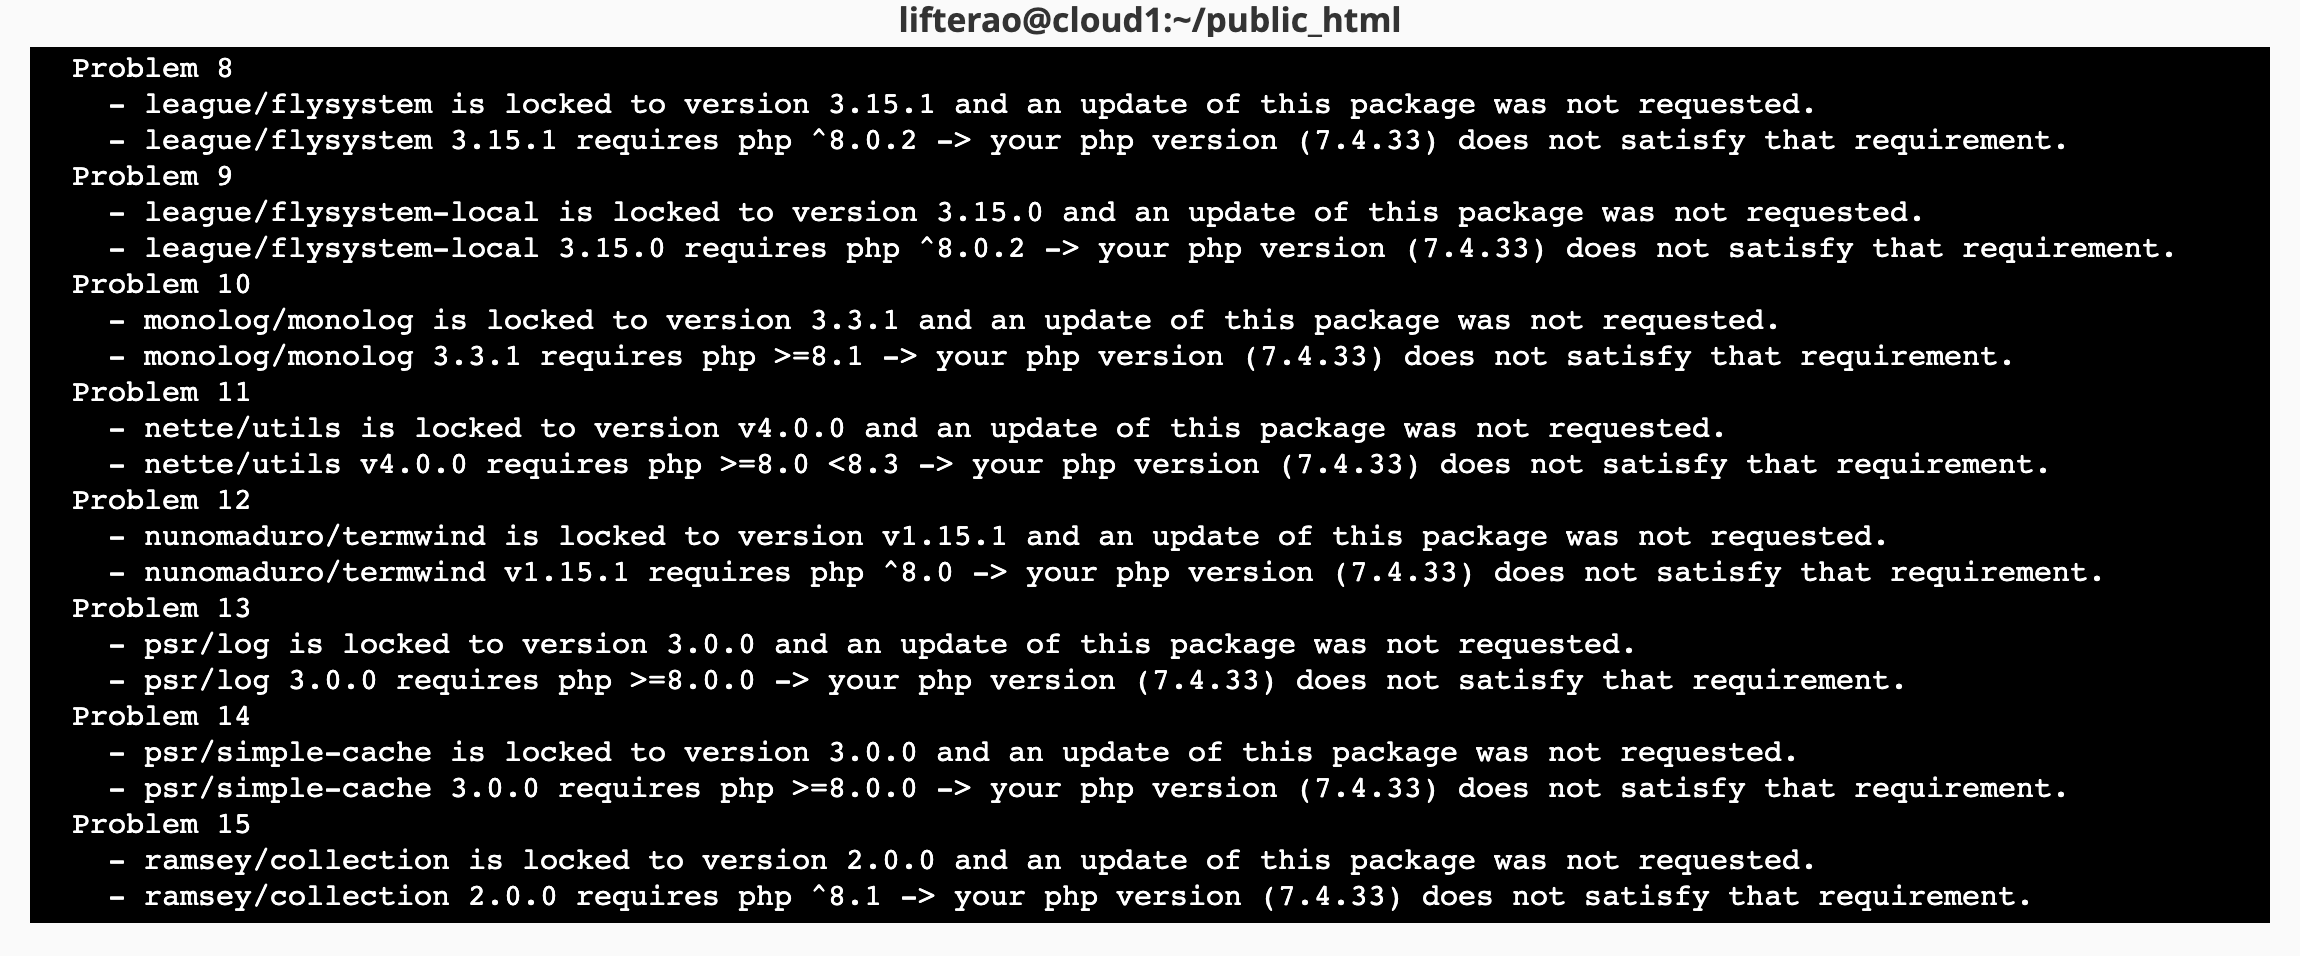 lifterao@cloud1:~/public_html
Problem 8
- league/flysystem is locked to version 3.15.1 and an update of this package was not requested.
- league/flysystem 3.15.1 requires php ^8.0.2 -> your php version (7.4.33) does not satisfy that requirement.
Problem 9
- league/flysystem-local is locked to version 3.15.0 and an update of this package was not requested.
- league/flysystem-local 3.15.0 requires php ^8.0.2 -> your php version (7.4.33) does not satisfy that requirement.
Problem 10
- monolog/monolog is locked to version 3.3.1 and an update of this package was not requested.
- monolog/monolog 3.3.1 requires php >=8.1 -> your php version (7.4.33) does not satisfy that requirement.
Problem 11
- nette/utils is locked to version v4.0.0 and an update of this package was not requested.
- nette/utils v4.0.0 requires php >=8.0 <8.3 -> your php version (7.4.33) does not satisfy that requirement.
Problem 12
- nunomaduro/termwind is locked to version v1.15.1 and an update of this package was not requested.
- nunomaduro/termwind v1.15.1 requires php ^8.0 -> your php version (7.4.33) does not satisfy that requirement.
Problem 13
- psr/log is locked to version 3.0.0 and an update of this package was not requested.
- psr/log 3.0.0 requires php >=8.0.0 -> your php version (7.4.33) does not satisfy that requirement.
Problem 14
- psr/simple-cache is locked to version 3.0.0 and an update of this package was not requested.
- psr/simple-cache 3.0.0 requires php >=8.0.0 -> your php version (7.4.33) does not satisfy that requirement.
Problem 15
- ramsey/collection is locked to version 2.0.0 and an update of this package was not requested.
- ramsey/collection 2.0.0 requires php ^8.1 -> your php version (7.4.33) does not satisfy that requirement.